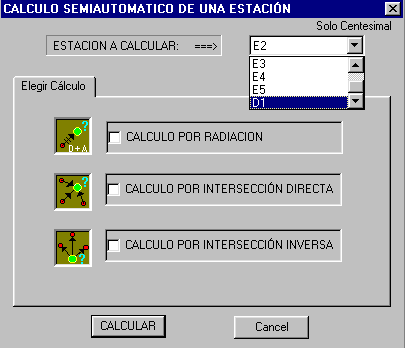 CALCULO SEMIAUTOMATICO DE UNA ESTACIÓN
Solo Centesimal
ESTACION A CALCULAR: ===> E2
E3
E4
E5
D1
Elegir Cálculo
? D+A CALCULO POR RADIACION
? CALCULO POR INTERSECCIÓN DIRECTA
? CALCULO POR INTERSECCIÓN INVERSA
CALCULAR Cancel